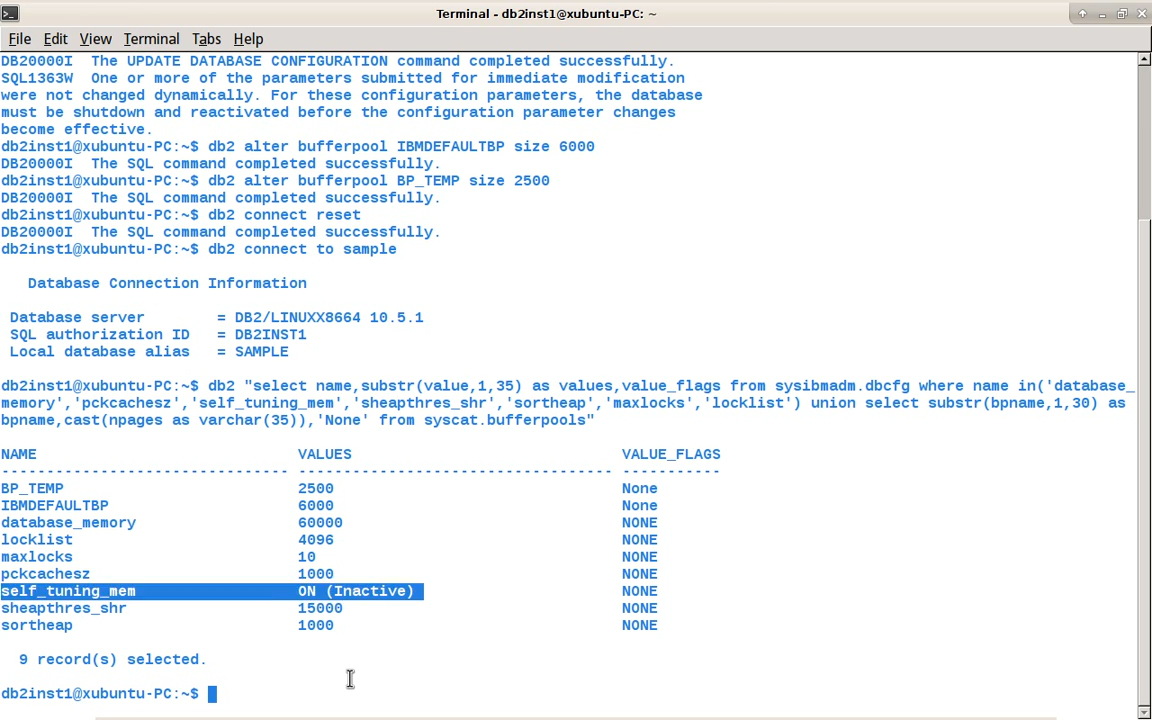 Terminal - db2inst1@xubuntu-PC: ~
File Edit View Terminal Tabs Help
DB20000I  The UPDATE DATABASE CONFIGURATION command completed successfully.
SQL1363W  One or more of the parameters submitted for immediate modification
were not changed dynamically. For these configuration parameters, the database
must be shutdown and reactivated before the configuration parameter changes
become effective.
db2inst1@xubuntu-PC:~$ db2 alter bufferpool IBMDEFAULTBP size 6000
DB20000I  The SQL command completed successfully.
db2inst1@xubuntu-PC:~$ db2 alter bufferpool BP_TEMP size 2500
DB20000I  The SQL command completed successfully.
db2inst1@xubuntu-PC:~$ db2 connect reset
DB20000I  The SQL command completed successfully.
db2inst1@xubuntu-PC:~$ db2 connect to sample
Database Connection Information
Database server        = DB2/LINUXX8664 10.5.1
SQL authorization ID   = DB2INST1
Local database alias   = SAMPLE
db2inst1@xubuntu-PC:~$ db2 "select name,substr(value,1,35) as values,value_flags from sysibmadm.dbcfg where name in('database_
memory','pckcachesz','self_tuning_mem','sheapthres_shr','sortheap','maxlocks','locklist') union select substr(bpname,1,30) as
bpname,cast(npages as varchar(35)),'None' from syscat.bufferpools"
NAME                             VALUES                              VALUE_FLAGS
-------------------------------- ----------------------------------- -----------
BP_TEMP                          2500                                None
IBMDEFAULTBP                     6000                                None
database_memory                  60000                               NONE
locklist                         4096                                NONE
maxlocks                         10                                  NONE
pckcachesz                       1000                                NONE
self_tuning_mem                  ON (Inactive)                       NONE
sheapthres_shr                   15000                               NONE
sortheap                         1000                                NONE
9 record(s) selected.
db2inst1@xubuntu-PC:~$